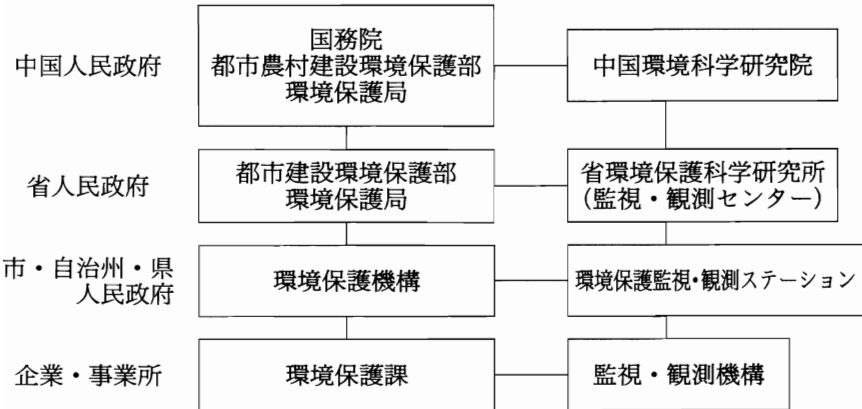 中国人民政府
国務院
都市農村建設環境保護部
環境保護局
中国環境科学研究院
省人民政府
都市建設環境保護部
環境保護局
省環境保護科学研究所
（監視・観測センター）
市・自治州・県
人民政府
環境保護機構
環境保護監視・観測ステーション
企業・事業所
環境保護課
監視・観測機構